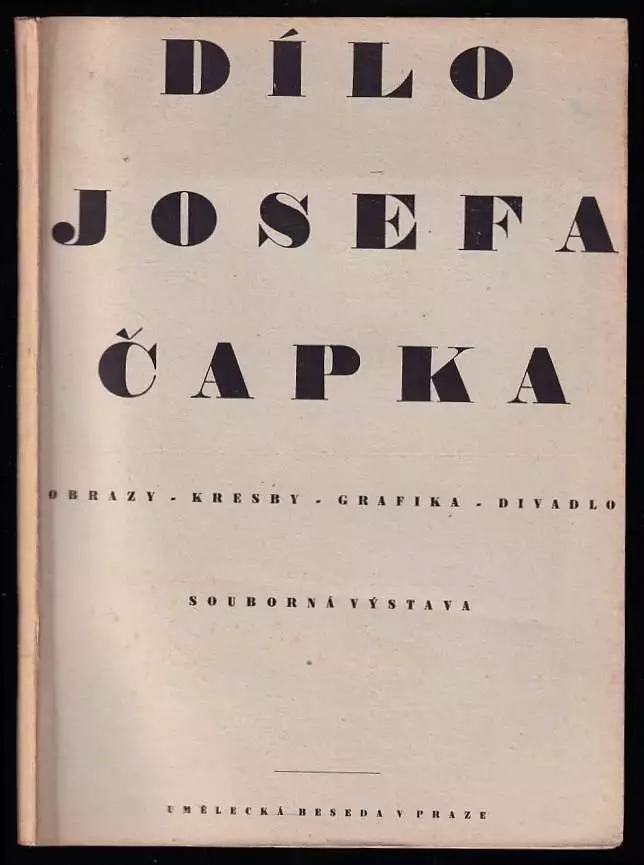 DÍLO
JOSEFA
ČAPKA
OBRAZY - KRESBY - GRAFIKA - DIVADLO
SOUBORNÁ VÝSTAVA
UMĚLECKÁ BESEDA V PRAZE